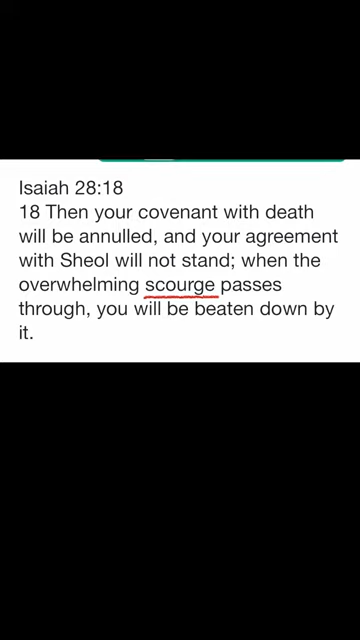 Isaiah 28:18
18 Then your covenant with death
will be annulled, and your agreement
with Sheol will not stand; when the
overwhelming scourge passes
through, you will be beaten down by
it.